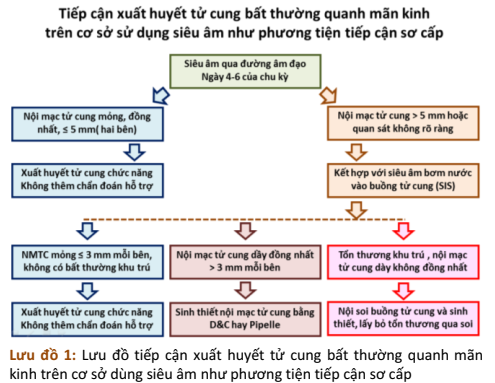 Tiếp cận xuất huyết tử cung bất thường quanh mãn kinh
trên cơ sở sử dụng siêu âm như phương tiện tiếp cận sơ cấp
Siêu âm qua đường âm đạo
Ngày 4-6 của chu kỳ
Nội mạc tử cung mỏng, đồng
nhất, ≤ 5 mm( hai bên)
Nội mạc tử cung > 5 mm hoặc
quan sát không rõ ràng
Xuất huyết tử cung chức năng
Không thêm chẩn đoán hỗ trợ
Kết hợp với siêu âm bơm nước
vào buồng tử cung (SIS)
NMTC mỏng ≤ 3 mm mỗi bên,
không có bất thường khu trú
Nội mạc tử cung dầy đồng nhất
> 3 mm mỗi bên
Tổn thương khu trú , nội mạc
tử cung dày không đồng nhất
Xuất huyết tử cung chức năng
Không thêm chẩn đoán hỗ trợ
Sinh thiết nội mạc tử cung bằng
D&C hay Pipelle
Nội soi buồng tử cung và sinh
thiết, lấy bỏ tổn thương qua soi
Lưu đồ 1: Lưu đồ tiếp cận xuất huyết tử cung bất thường quanh mãn
kinh trên cơ sở dùng siêu âm như phương tiện tiếp cận sơ cấp